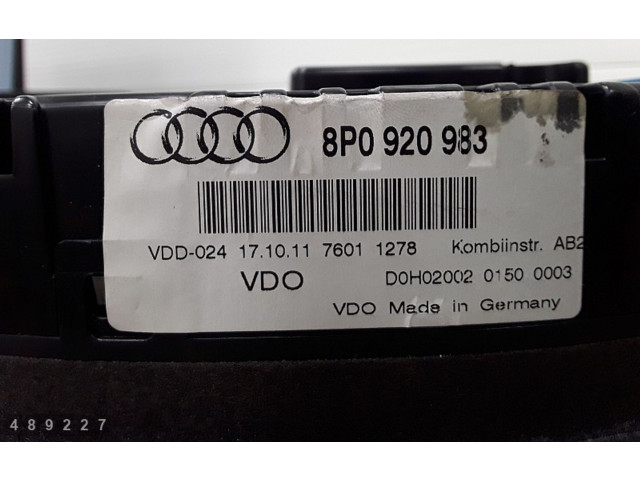 8P0 920 983
VDD-024 17.10.11 7601 1278 Kombiinstr. AB2
VDO D0H02002 0150 0003
VDO Made in Germany
489227